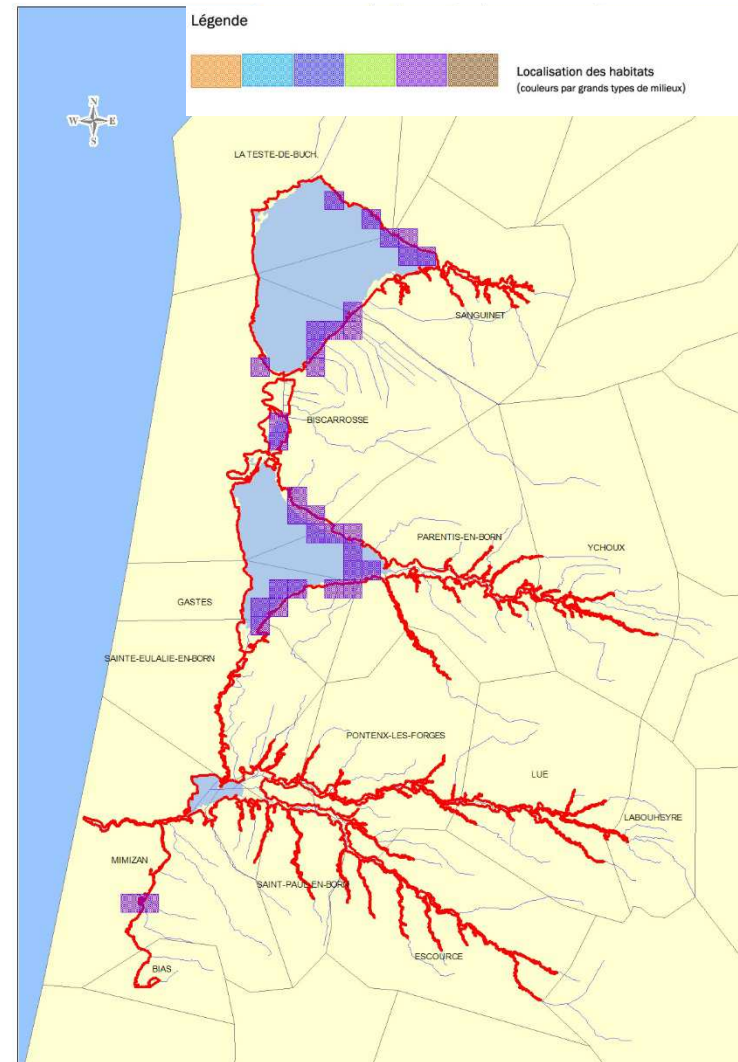 Légende
Localisation des habitats
(couleurs par grands types de milieux)
N
W E
S
LA TESTE-DE-BUCH.
SANGUINET
BISCARROSSE
PARENTIS-EN-BORN
YCHOUX
GASTES
SAINTE-EULALIE-EN-BORN
PONTENX-LES-FORGES
LUE
LABOUHEYRE
MIMIZAN
SAINT-PAUL-EN-BORN
ESCOURCE
BIAS